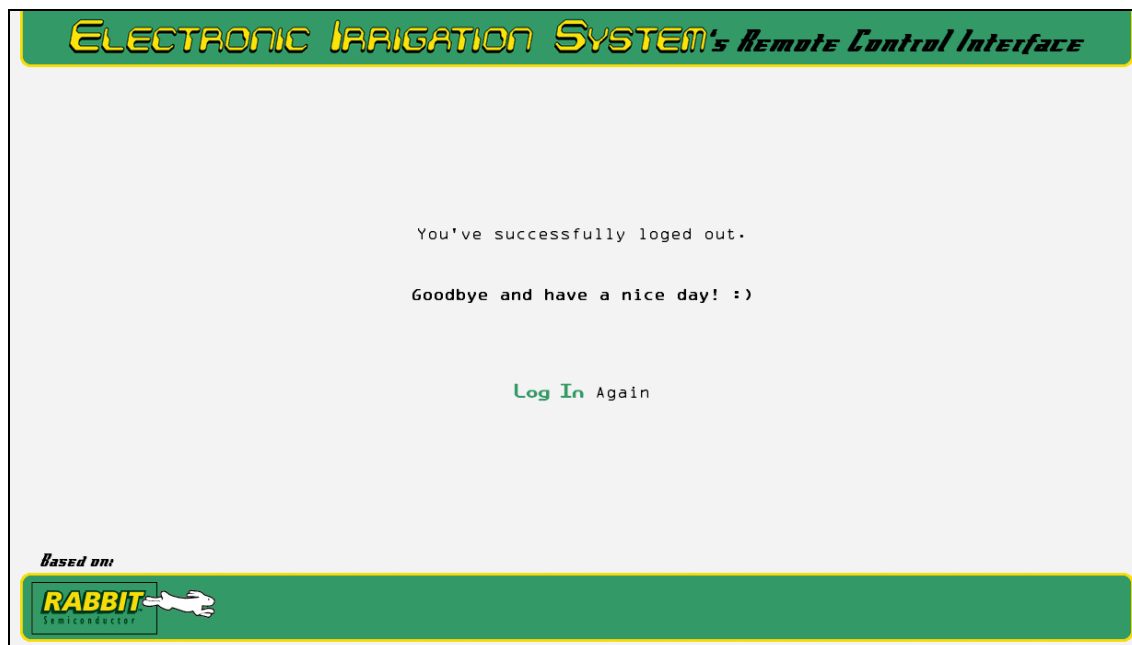 Electronic Irrigation System's Remote Control Interface
You've successfully loged out.
Goodbye and have a nice day! :)
Log In Again
Based on:
RABBIT
Semiconductor